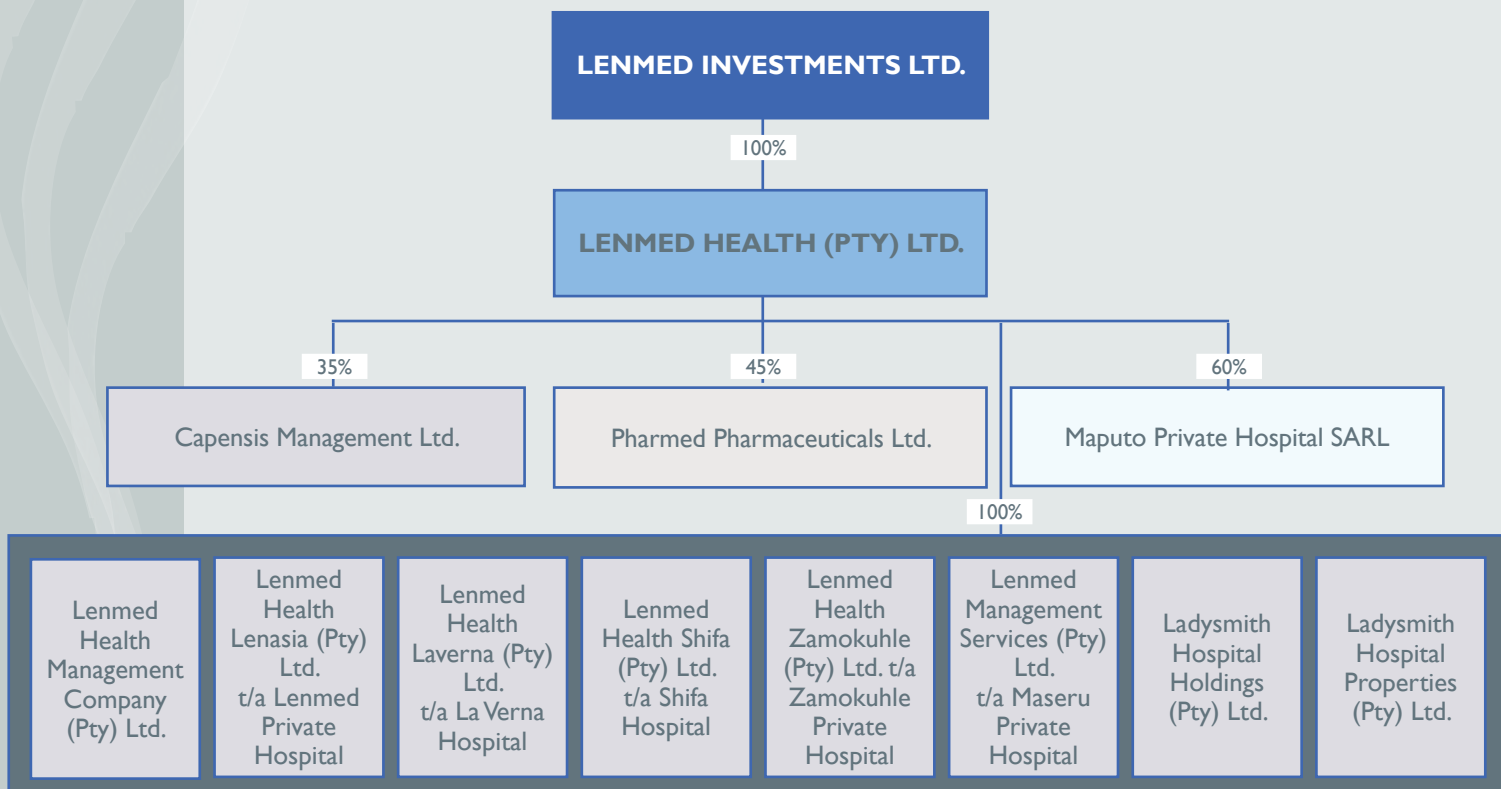 LENMED INVESTMENTS LTD.
100%
LENMED HEALTH (PTY) LTD.
35%
45%
60%
Capensis Management Ltd.
Pharmed Pharmaceuticals Ltd.
Maputo Private Hospital SARL
100%
Lenmed
Health
Management
Company
(Pty) Ltd.
Lenmed
Health
Lenasia (Pty)
Ltd.
t/a Lenmed
Private
Hospital
Lenmed
Health
Laverna (Pty)
Ltd.
t/a La Verna
Hospital
Lenmed
Health Shifa
(Pty) Ltd.
t/a Shifa
Hospital
Lenmed
Health
Zamokuhle
(Pty) Ltd. t/a
Zamokuhle
Private
Hospital
Lenmed
Management
Services (Pty)
Ltd.
t/a Maseru
Private
Hospital
Ladysmith
Hospital
Holdings
(Pty) Ltd.
Ladysmith
Hospital
Properties
(Pty) Ltd.